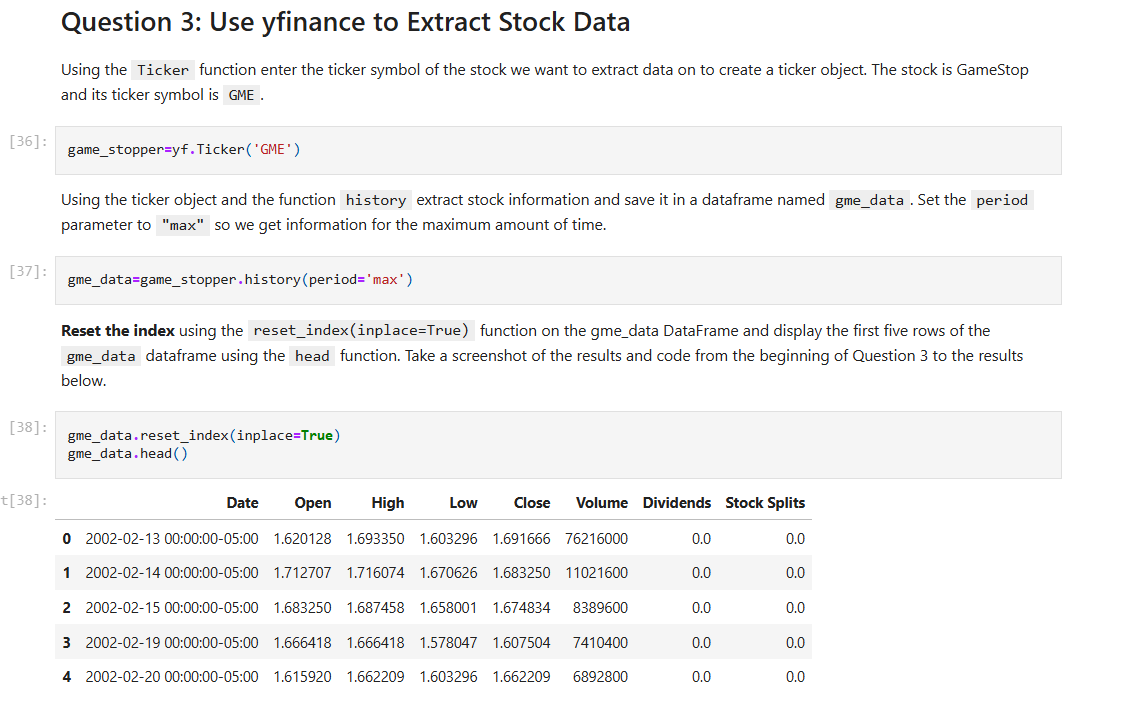 Question 3: Use yfinance to Extract Stock Data
Using the Ticker function enter the ticker symbol of the stock we want to extract data on to create a ticker object. The stock is GameStop
and its ticker symbol is GME .
[36]: game_stopper=yf.Ticker('GME')
Using the ticker object and the function history extract stock information and save it in a dataframe named gme_data . Set the period
parameter to "max" so we get information for the maximum amount of time.
[37]: gme_data=game_stopper.history(period='max')
Reset the index using the reset_index(inplace=True) function on the gme_data DataFrame and display the first five rows of the
gme_data dataframe using the head function. Take a screenshot of the results and code from the beginning of Question 3 to the results
below.
[38]: gme_data.reset_index(inplace=True)
gme_data.head()
t[38]: Date Open High Low Close Volume Dividends Stock Splits
0 2002-02-13 00:00:00-05:00 1.620128 1.693350 1.603296 1.691666 76216000 0.0 0.0
1 2002-02-14 00:00:00-05:00 1.712707 1.716074 1.670626 1.683250 11021600 0.0 0.0
2 2002-02-15 00:00:00-05:00 1.683250 1.687458 1.658001 1.674834 8389600 0.0 0.0
3 2002-02-19 00:00:00-05:00 1.666418 1.666418 1.578047 1.607504 7410400 0.0 0.0
4 2002-02-20 00:00:00-05:00 1.615920 1.662209 1.603296 1.662209 6892800 0.0 0.0